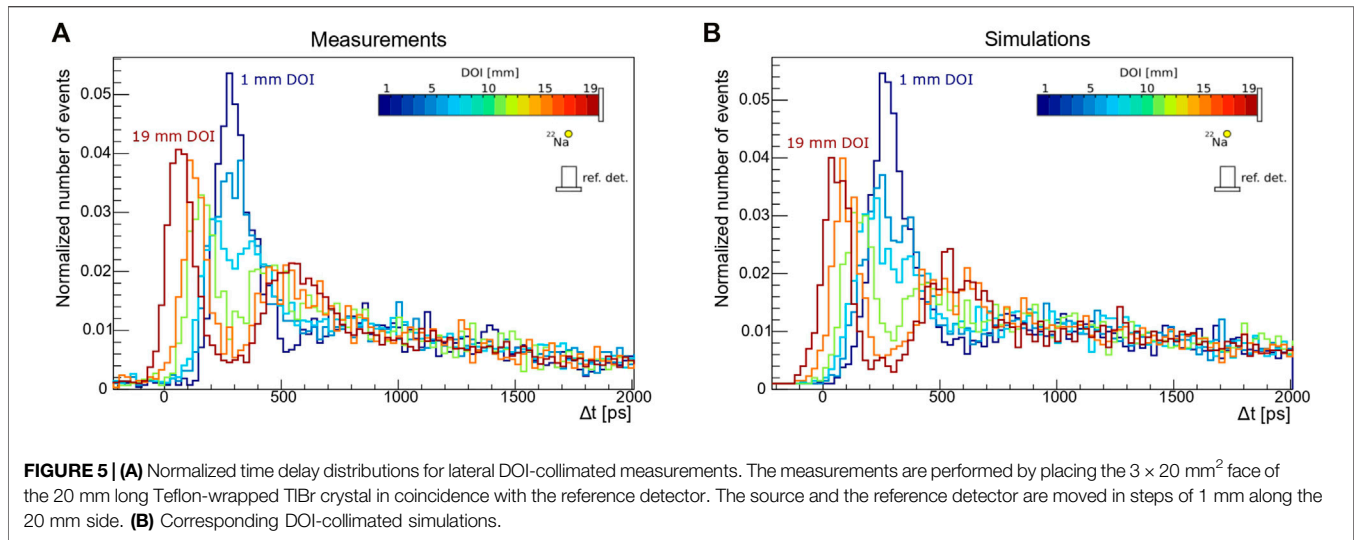 A
Measurements
Normalized number of events
0.05
0.04
0.03
0.02
0.01
0
1 mm DOI
19 mm DOI
DOI [mm]
1 5 10 15 19
²²Na
ref. det.
0 500 1000 1500 2000
Δt [ps]
B
Simulations
Normalized number of events
0.05
0.04
0.03
0.02
0.01
0
1 mm DOI
19 mm DOI
DOI [mm]
1 5 10 15 19
²²Na
ref. det.
0 500 1000 1500 2000
Δt [ps]
FIGURE 5 | (A) Normalized time delay distributions for lateral DOI-collimated measurements. The measurements are performed by placing the 3 × 20 mm² face of
the 20 mm long Teflon-wrapped TlBr crystal in coincidence with the reference detector. The source and the reference detector are moved in steps of 1 mm along the
20 mm side. (B) Corresponding DOI-collimated simulations.